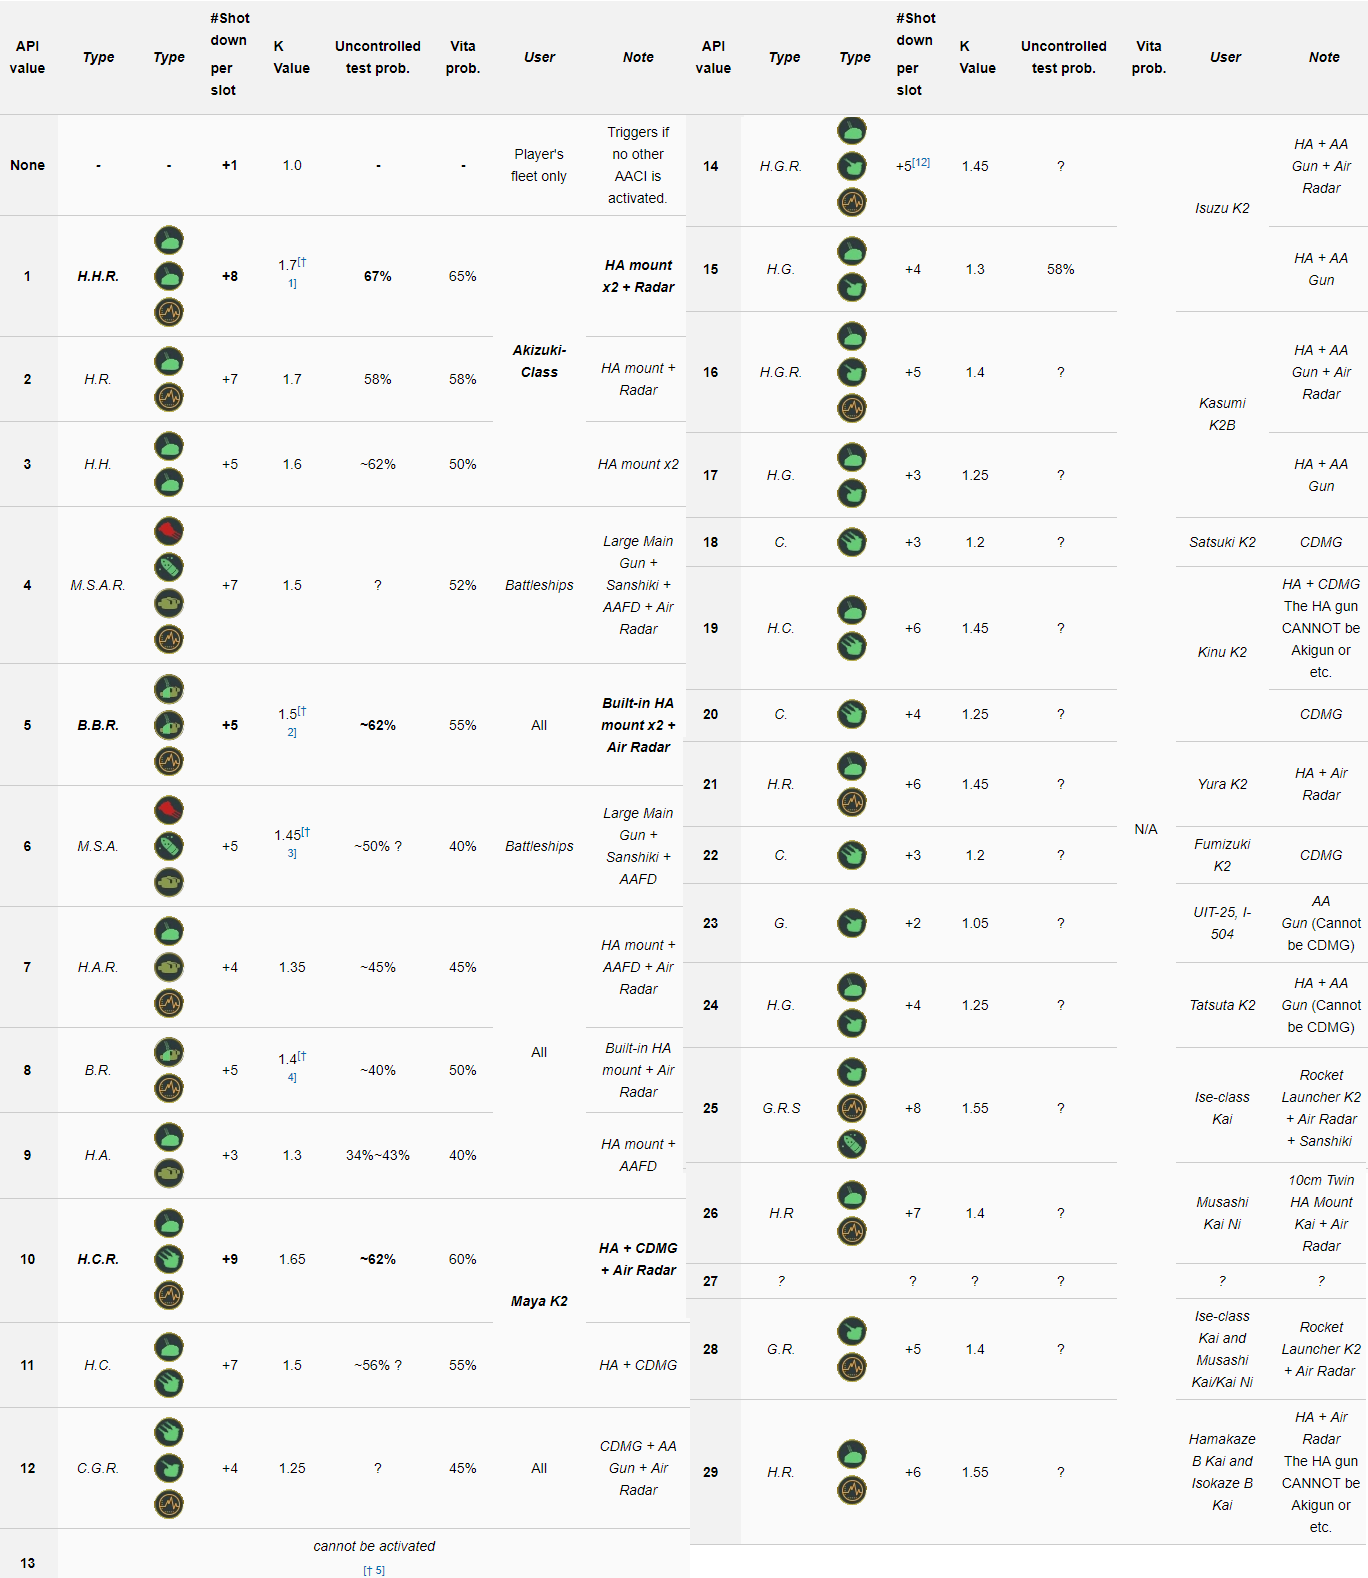 API value Type Type #Shot down per slot K Value Uncontrolled test prob. Vita prob. User Note
None - - +1 1.0 - - Player's fleet only Triggers if no other AACI is activated.
1 H.H.R. +8 1.7[† 1] 67% 65% Akizuki-Class HA mount x2 + Radar
2 H.R. +7 1.7 58% 58% HA mount + Radar
3 H.H. +5 1.6 ~62% 50% HA mount x2
4 M.S.A.R. +7 1.5 ? 52% Battleships Large Main Gun + Sanshiki + AAFD + Air Radar
5 B.B.R. +5 1.5[† 2] ~62% 55% All Built-in HA mount x2 + Air Radar
6 M.S.A. +5 1.45[† 3] ~50% ? 40% Battleships Large Main Gun + Sanshiki + AAFD
7 H.A.R. +4 1.35 ~45% 45% All HA mount + AAFD + Air Radar
8 B.R. +5 1.4[† 4] ~40% 50% Built-in HA mount + Air Radar
9 H.A. +3 1.3 34%~43% 40% HA mount + AAFD
10 H.C.R. +9 1.65 ~62% 60% Maya K2 HA + CDMG + Air Radar
11 H.C. +7 1.5 ~56% ? 55% HA + CDMG
12 C.G.R. +4 1.25 ? 45% All CDMG + AA Gun + Air Radar
13 cannot be activated [† 5]
API value Type Type #Shot down per slot K Value Uncontrolled test prob. Vita prob. User Note
14 H.G.R. +5[12] 1.45 ? N/A Isuzu K2 HA + AA Gun + Air Radar
15 H.G. +4 1.3 58% HA + AA Gun
16 H.G.R. +5 1.4 ? Kasumi K2B HA + AA Gun + Air Radar
17 H.G. +3 1.25 ? HA + AA Gun
18 C. +3 1.2 ? Satsuki K2 CDMG
19 H.C. +6 1.45 ? Kinu K2 HA + CDMG The HA gun CANNOT be Akigun or etc.
20 C. +4 1.25 ? CDMG
21 H.R. +6 1.45 ? Yura K2 HA + Air Radar
22 C. +3 1.2 ? Fumizuki K2 CDMG
23 G. +2 1.05 ? UIT-25, I-504 AA Gun (Cannot be CDMG)
24 H.G. +4 1.25 ? Tatsuta K2 HA + AA Gun (Cannot be CDMG)
25 G.R.S +8 1.55 ? Ise-class Kai Rocket Launcher K2 + Air Radar + Sanshiki
26 H.R +7 1.4 ? Musashi Kai Ni 10cm Twin HA Mount Kai + Air Radar
27 ? ? ? ? ? ?
28 G.R. +5 1.4 ? Ise-class Kai and Musashi Kai/Kai Ni Rocket Launcher K2 + Air Radar
29 H.R. +6 1.55 ? Hamakaze B Kai and Isokaze B Kai HA + Air Radar The HA gun CANNOT be Akigun or etc.